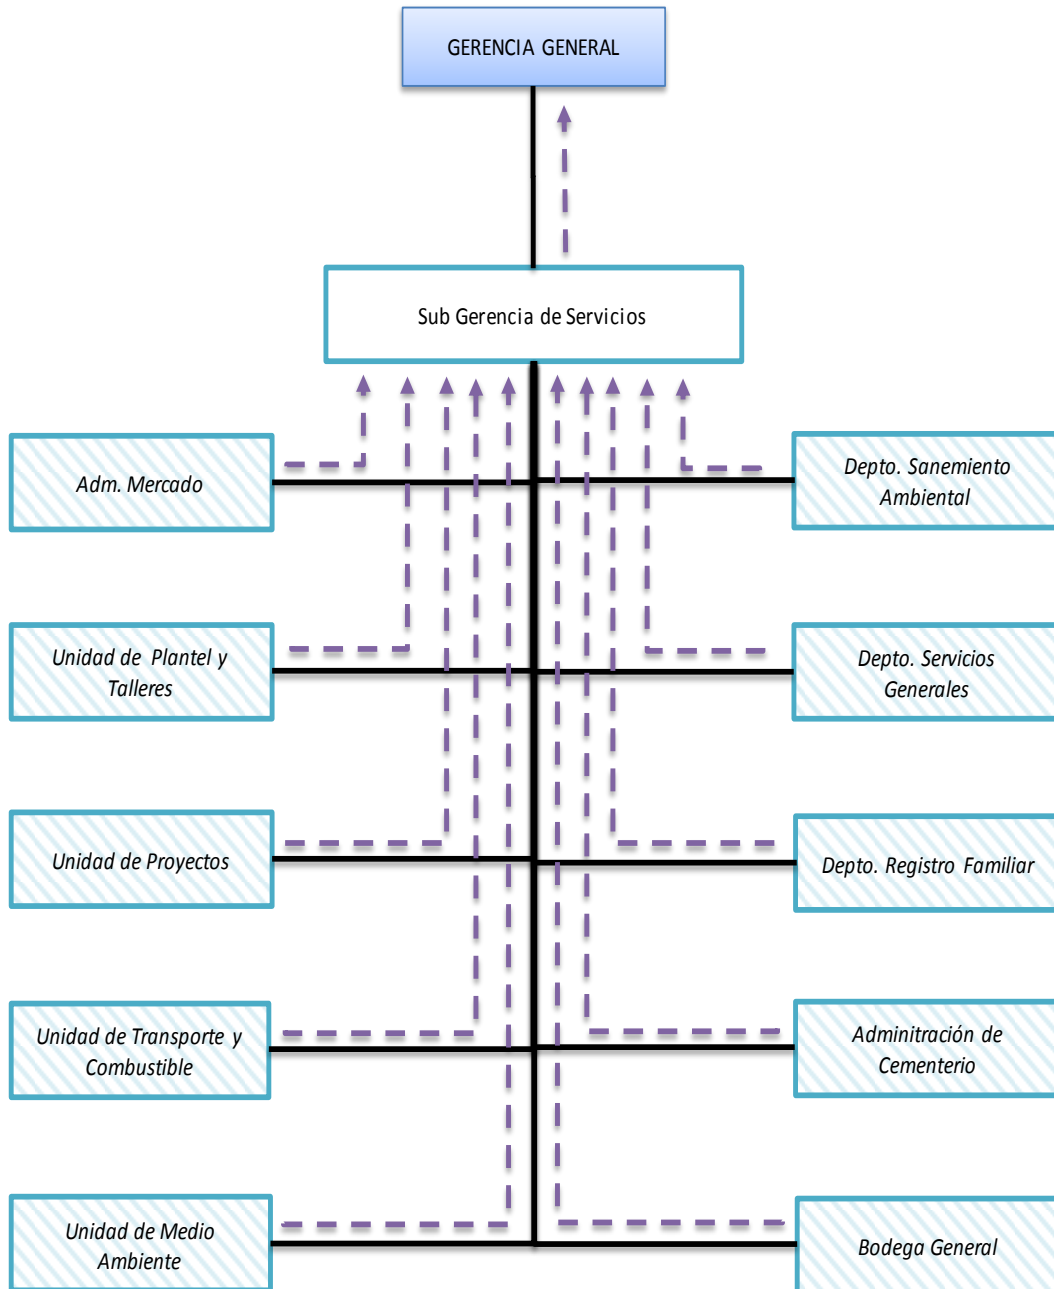 GERENCIA GENERAL
Sub Gerencia de Servicios
Adm. Mercado
Depto. Sanemiento
Ambiental
Unidad de Plantel y
Talleres
Depto. Servicios
Generales
Unidad de Proyectos
Depto. Registro Familiar
Unidad de Transporte y
Combustible
Adminitración de
Cementerio
Unidad de Medio
Ambiente
Bodega General